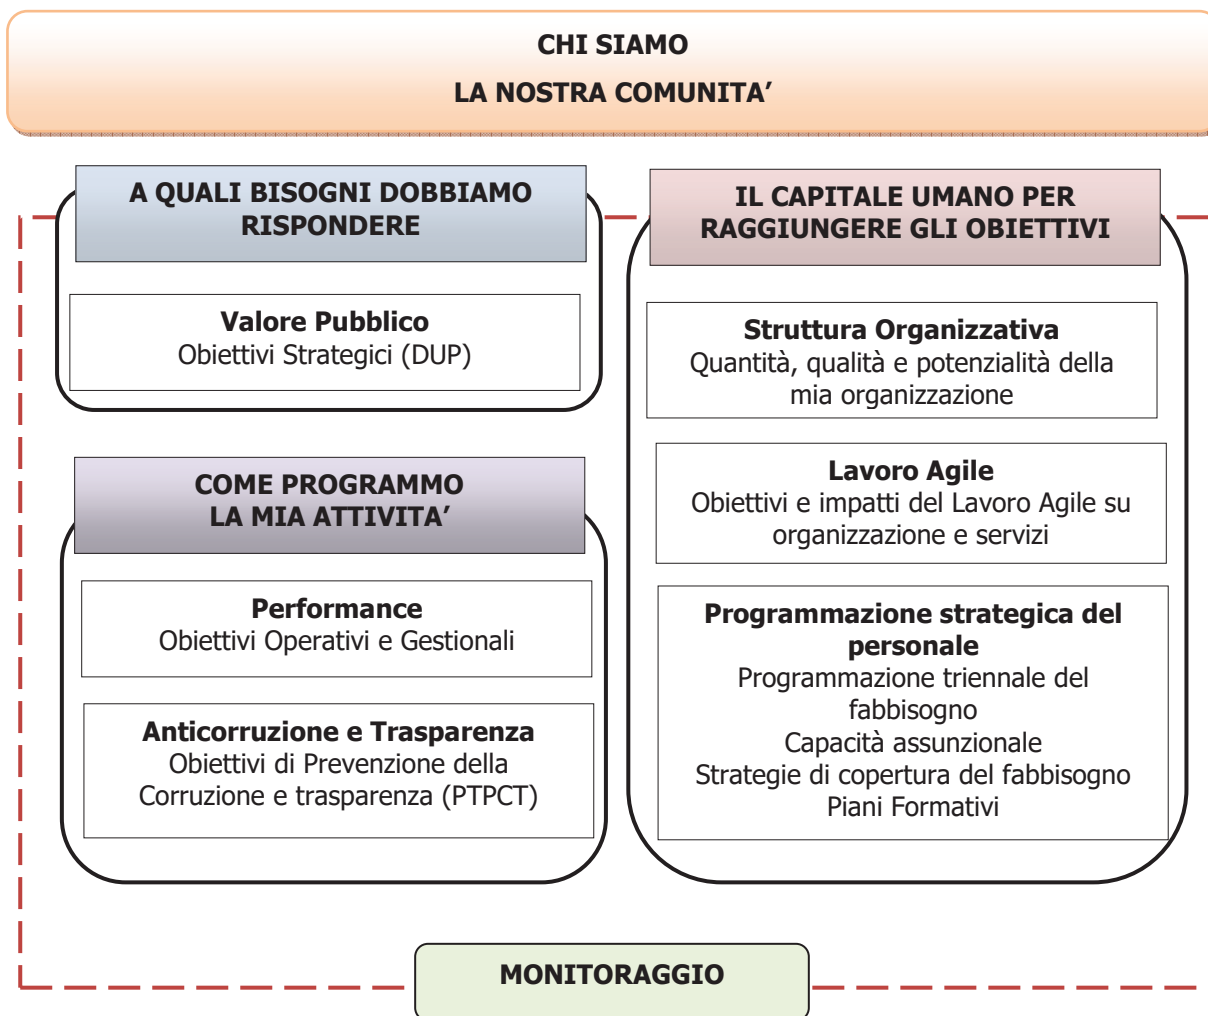 CHI SIAMO
LA NOSTRA COMUNITA’
A QUALI BISOGNI DOBBIAMO
RISPONDERE
Valore Pubblico
Obiettivi Strategici (DUP)
COME PROGRAMMO
LA MIA ATTIVITA’
Performance
Obiettivi Operativi e Gestionali
Anticorruzione e Trasparenza
Obiettivi di Prevenzione della
Corruzione e trasparenza (PTPCT)
IL CAPITALE UMANO PER
RAGGIUNGERE GLI OBIETTIVI
Struttura Organizzativa
Quantità, qualità e potenzialità della
mia organizzazione
Lavoro Agile
Obiettivi e impatti del Lavoro Agile su
organizzazione e servizi
Programmazione strategica del
personale
Programmazione triennale del
fabbisogno
Capacità assunzionale
Strategie di copertura del fabbisogno
Piani Formativi
MONITORAGGIO